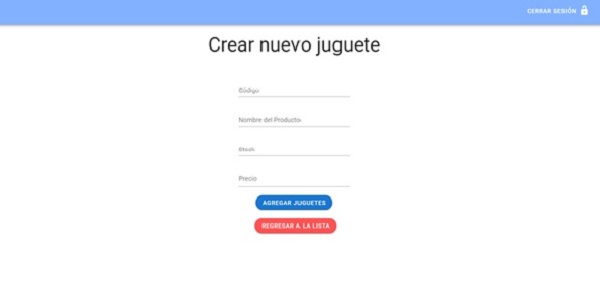 CERRAR SESIÓN
Crear nuevo juguete
Código
Nombre del Producto
Stock
Precio
AGREGAR JUGUETES
REGRESAR A LA LISTA